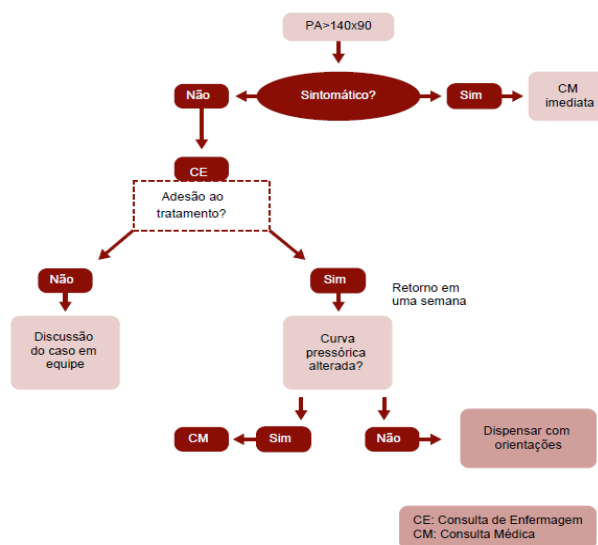 PA>140x90
Não
Sintomático?
Sim
CM
imediata
CE
Adesão ao
tratamento?
Não
Sim
Retorno em
uma semana
Discussão
do caso em
equipe
Curva
pressórica
alterada?
CM
Sim
Não
Dispensar com
orientações
CE: Consulta de Enfermagem
CM: Consulta Médica